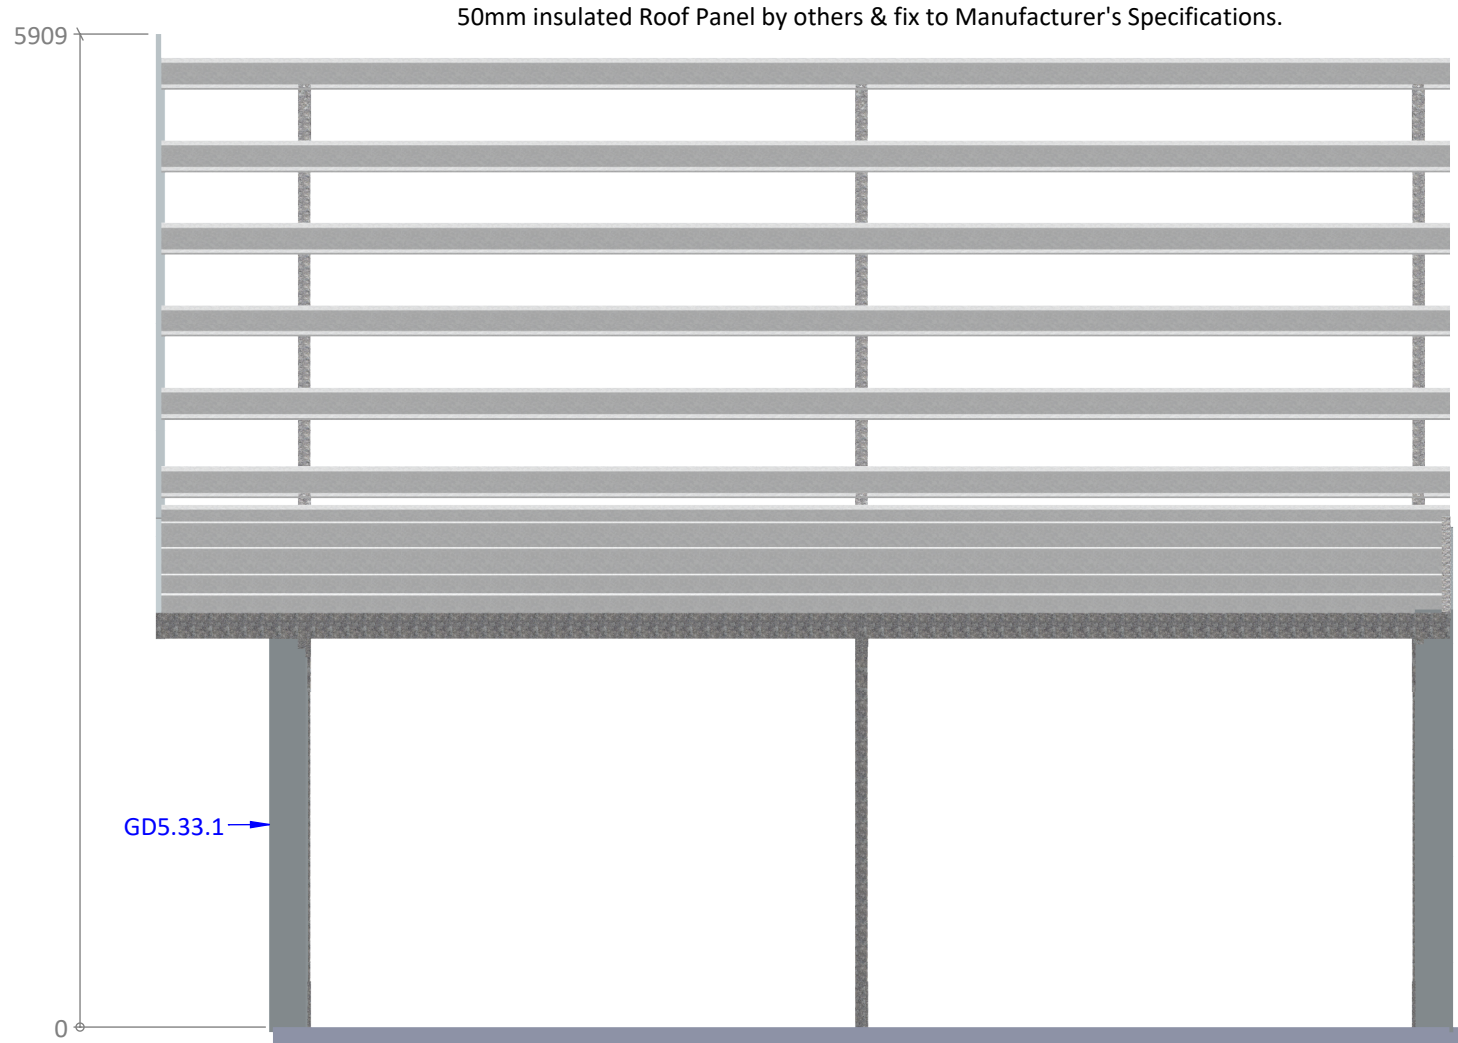 50mm insulated Roof Panel by others & fix to Manufacturer's Specifications.
5909
GD5.33.1
0